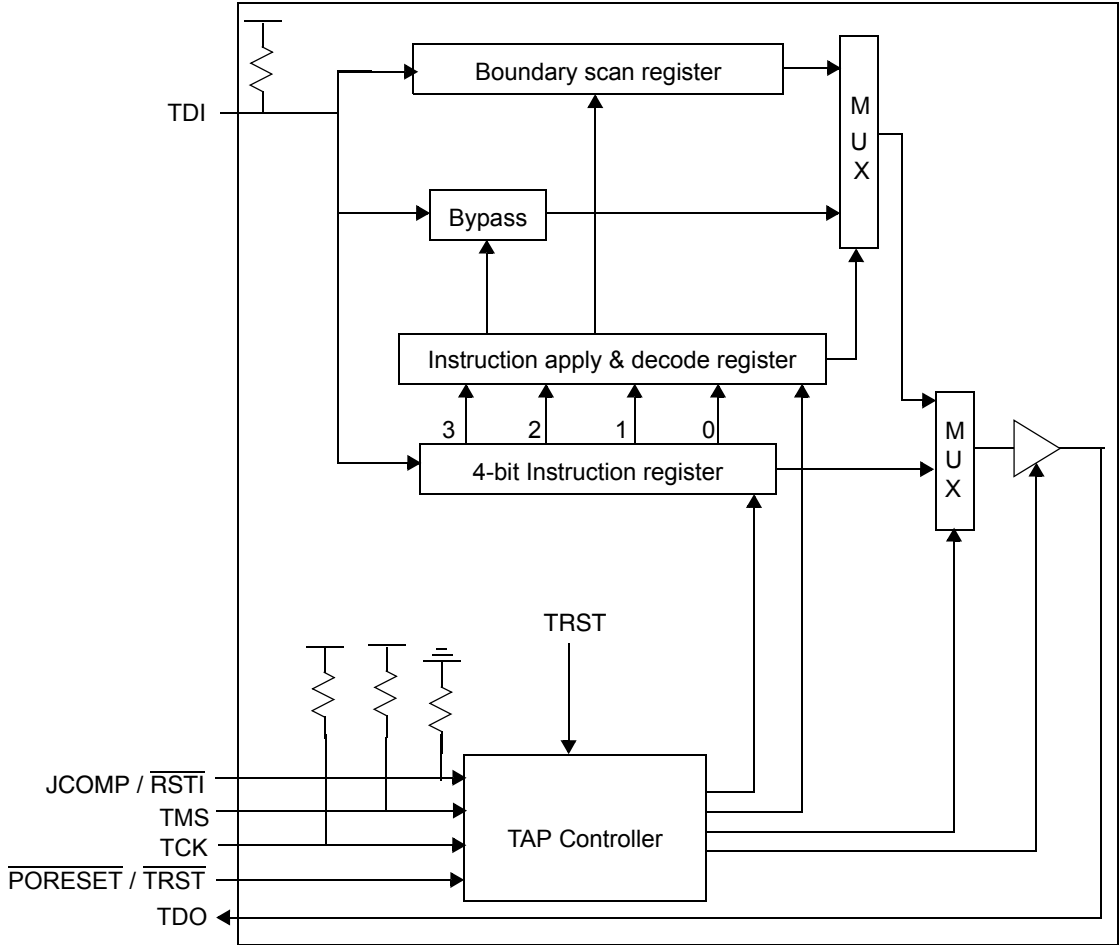 Boundary scan register
M
U X
TDI
Bypass
Instruction apply & decode register
3 2 1 0
4-bit Instruction register
M
U
X
TRST
JCOMP / RSTI
TMS
TCK
TAP Controller
PORESET / TRST
TDO